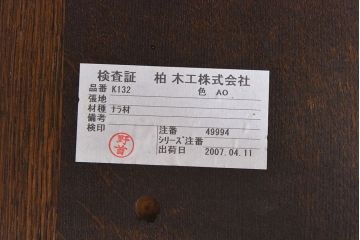 検査証 柏木工株式会社
品番 K132 色 AO
張地
材種 ナラ材
備考
検印 野首 注番 49994
シリーズ注番
出荷日 2007.04.11